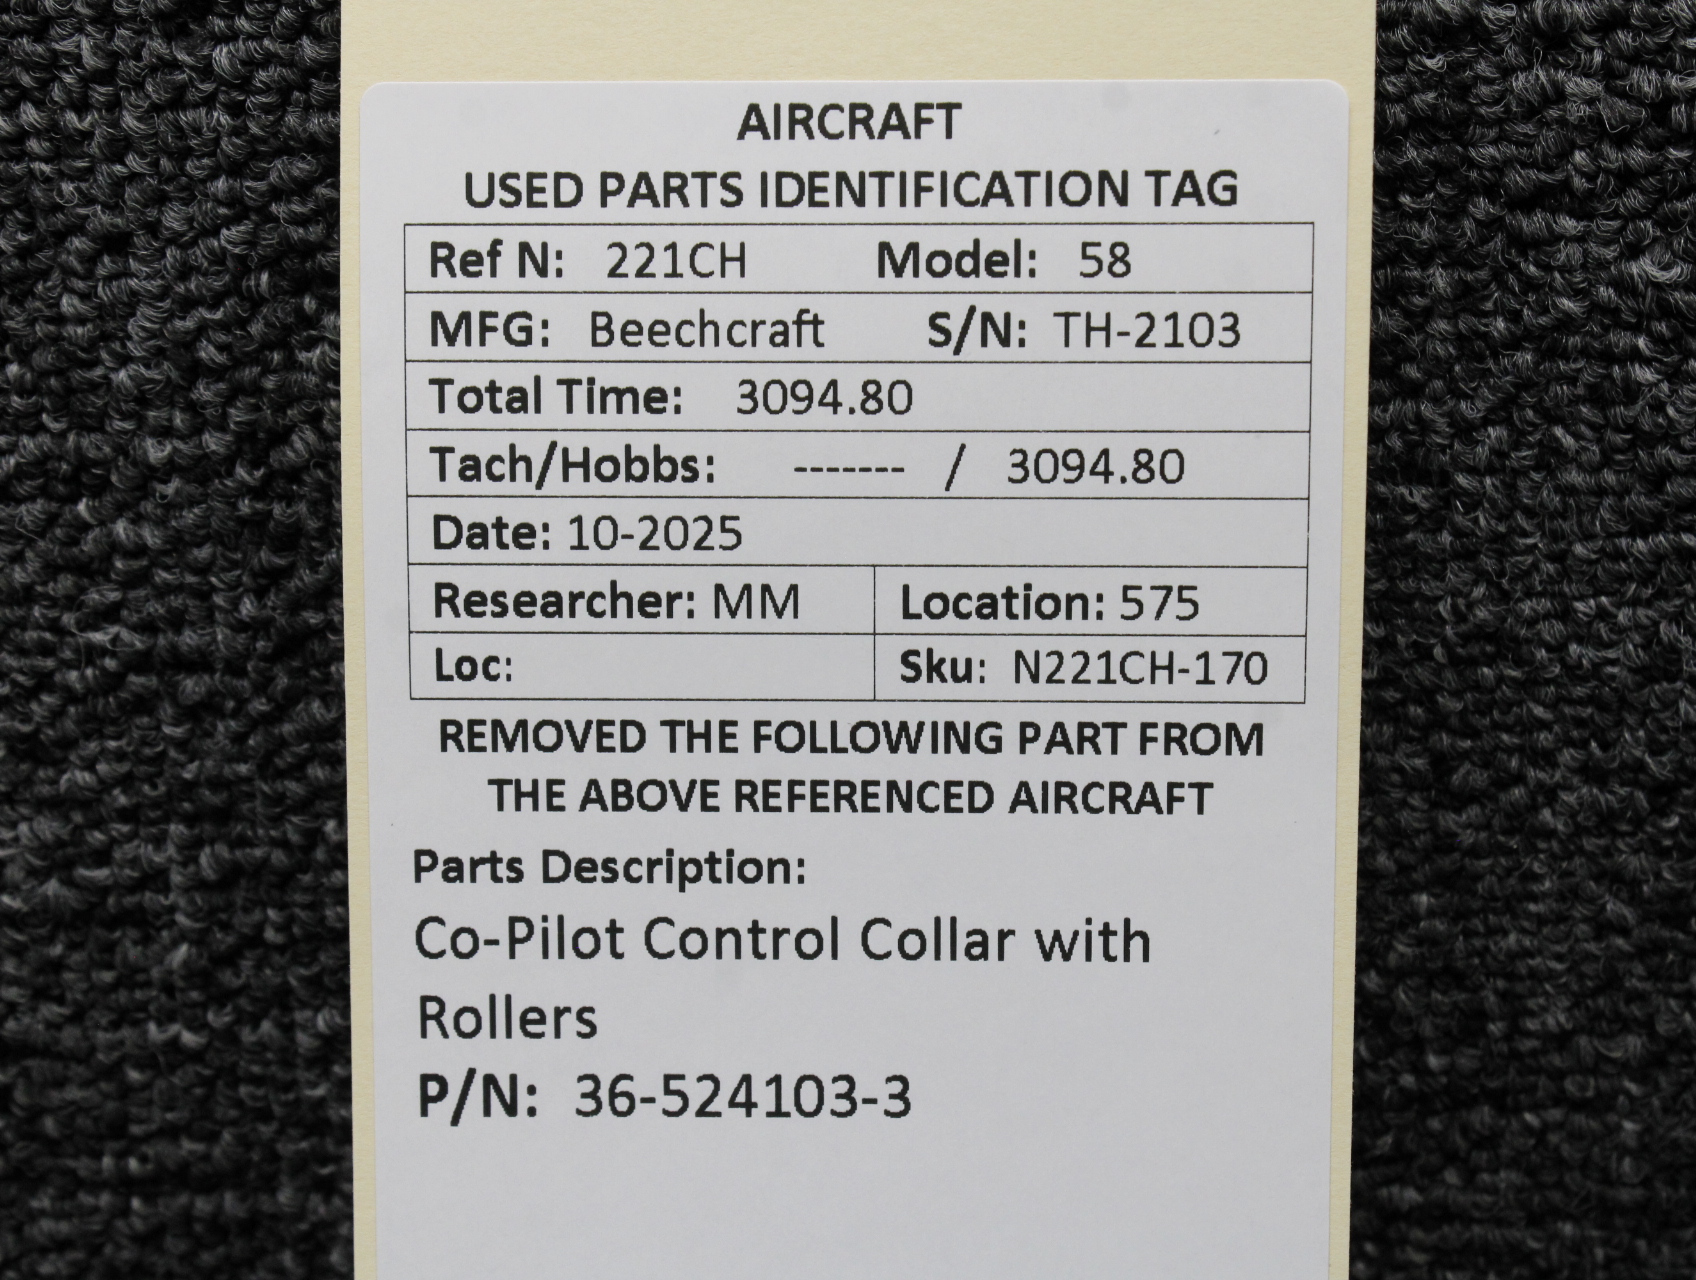 AIRCRAFT
USED PARTS IDENTIFICATION TAG
Ref N: 221CH Model: 58
MFG: Beechcraft S/N: TH-2103
Total Time: 3094.80
Tach/Hobbs: ------- / 3094.80
Date: 10-2025
Researcher: MM Location: 575
Loc: Sku: N221CH-170
REMOVED THE FOLLOWING PART FROM
THE ABOVE REFERENCED AIRCRAFT
Parts Description:
Co-Pilot Control Collar with
Rollers
P/N: 36-524103-3